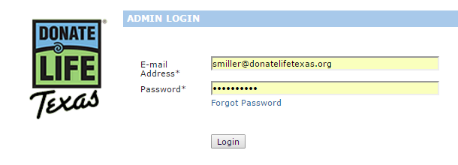 DONATE
LIFE
Texas
ADMIN LOGIN
E-mail
Address*
smiller@donatelifetexas.org
Password*
••••••••••
Forgot Password
Login